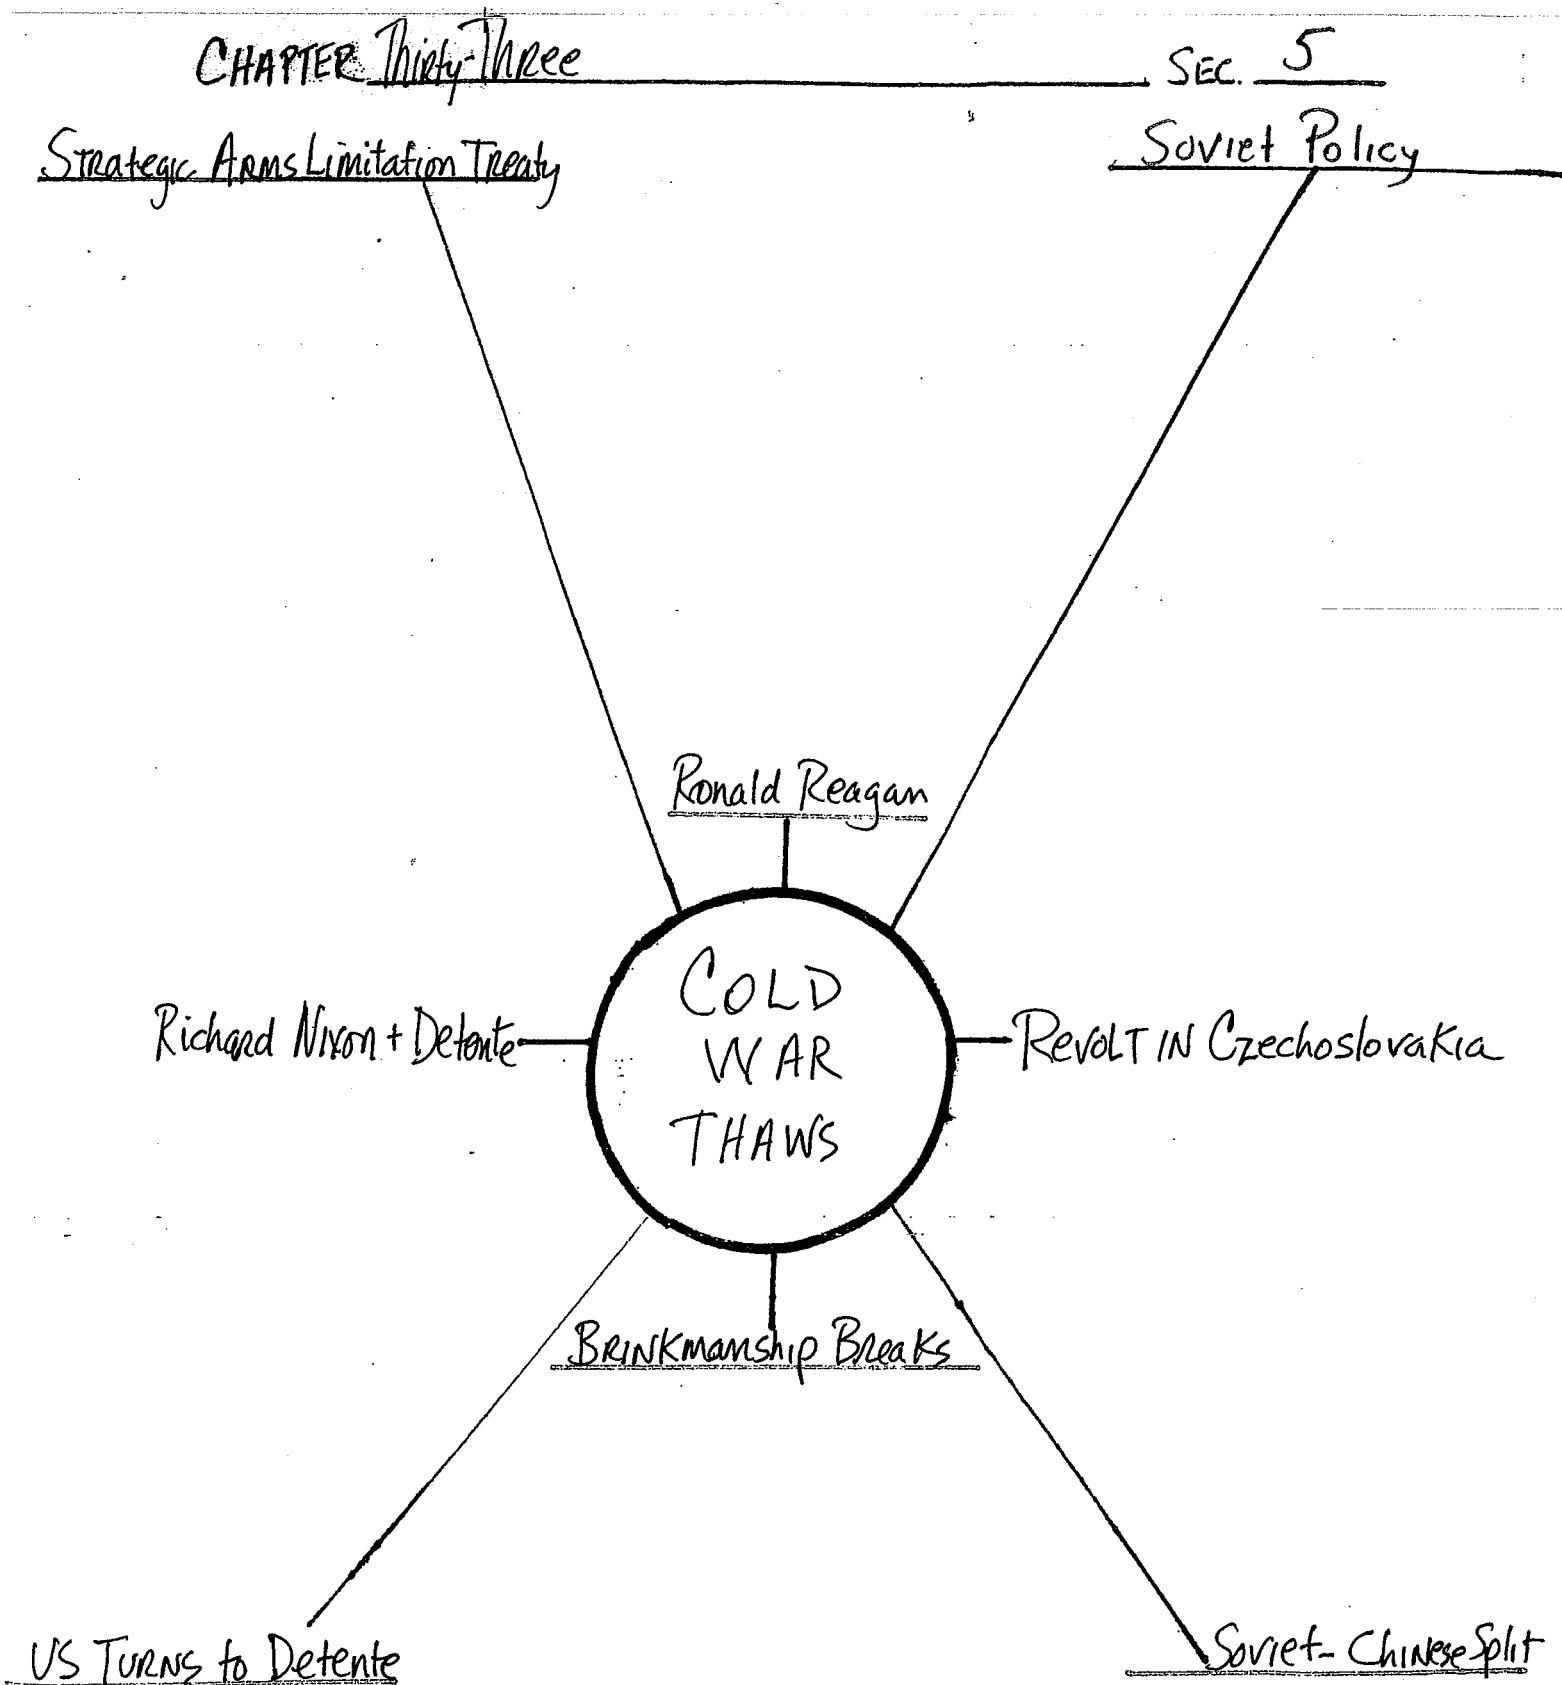 CHAPTER Thirty-Three SEC. 5
Strategic Arms Limitation Treaty
Soviet Policy
Ronald Reagan
Richard Nixon + Detente
COLD
WAR
THAWS
REVOLT IN Czechoslovakia
BRINKmanship Breaks
US TURNS to Detente
Soviet-Chinese Split